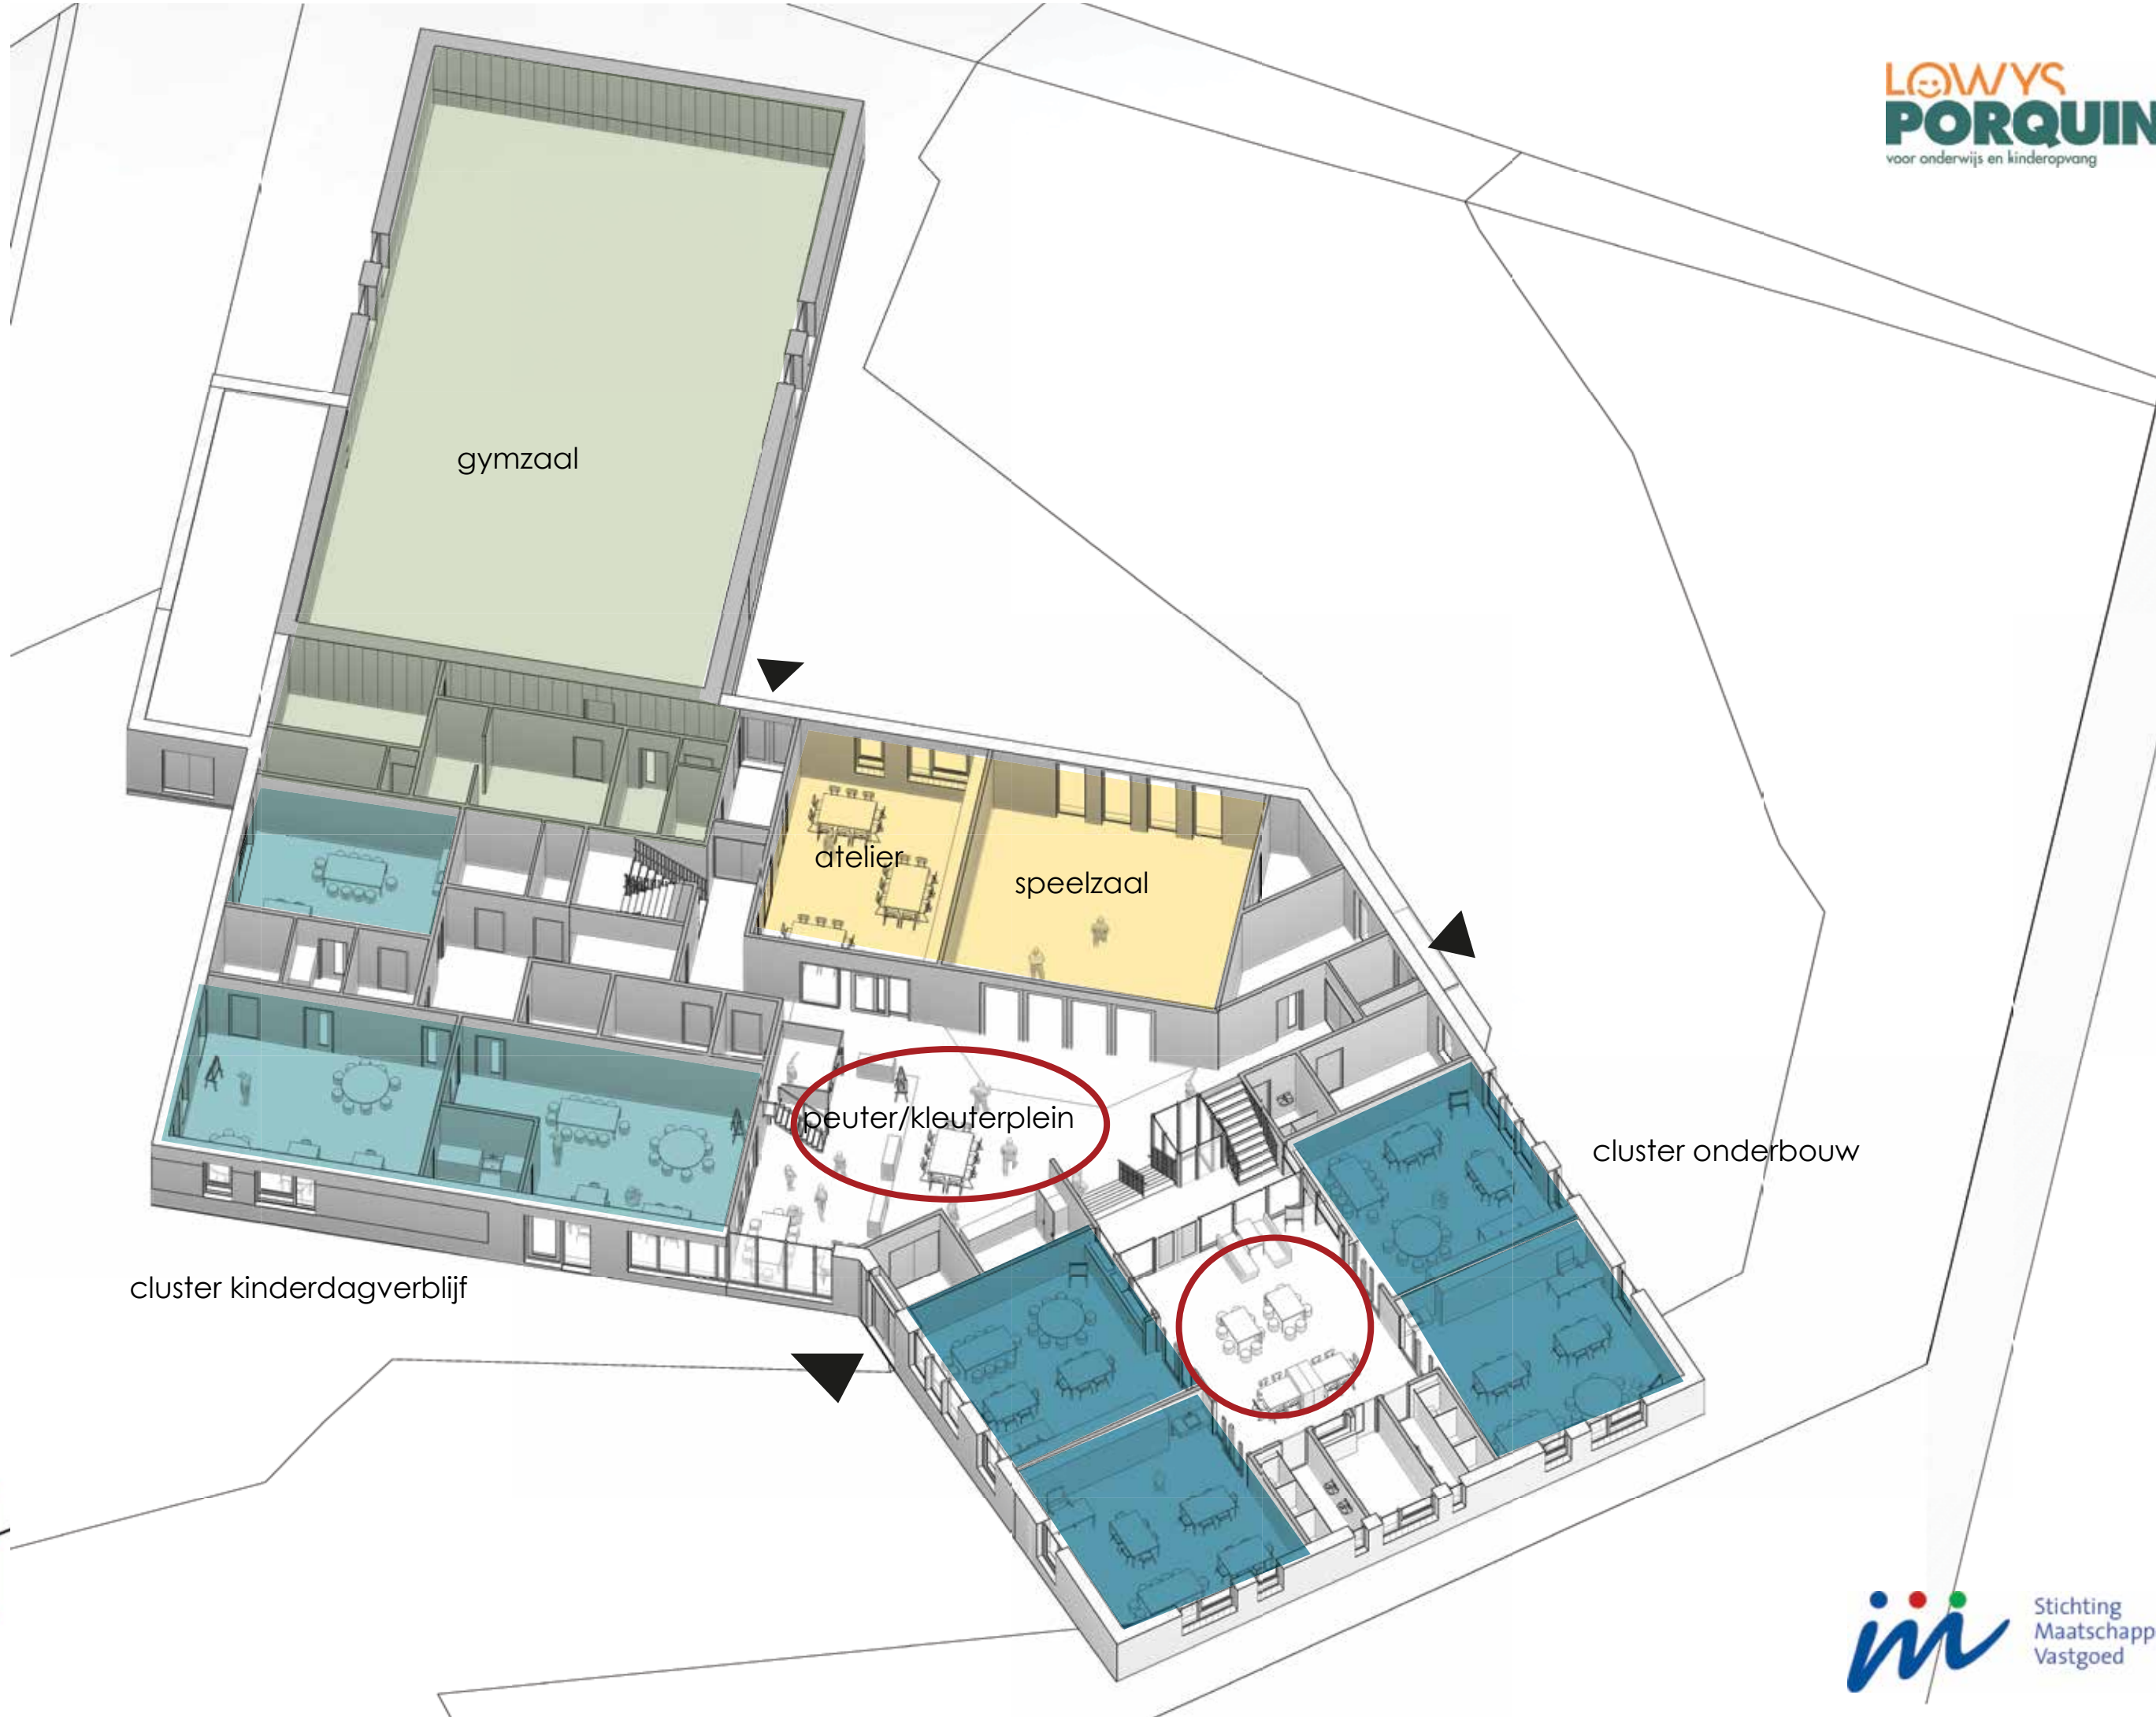 LOWYS
PORQUIN
voor onderwijs en kinderopvang
gymzaal
atelier
speelzaal
peuter/kleuterplein
cluster onderbouw
cluster kinderdagverblijf
Stichting
Maatschapp
Vastgoed